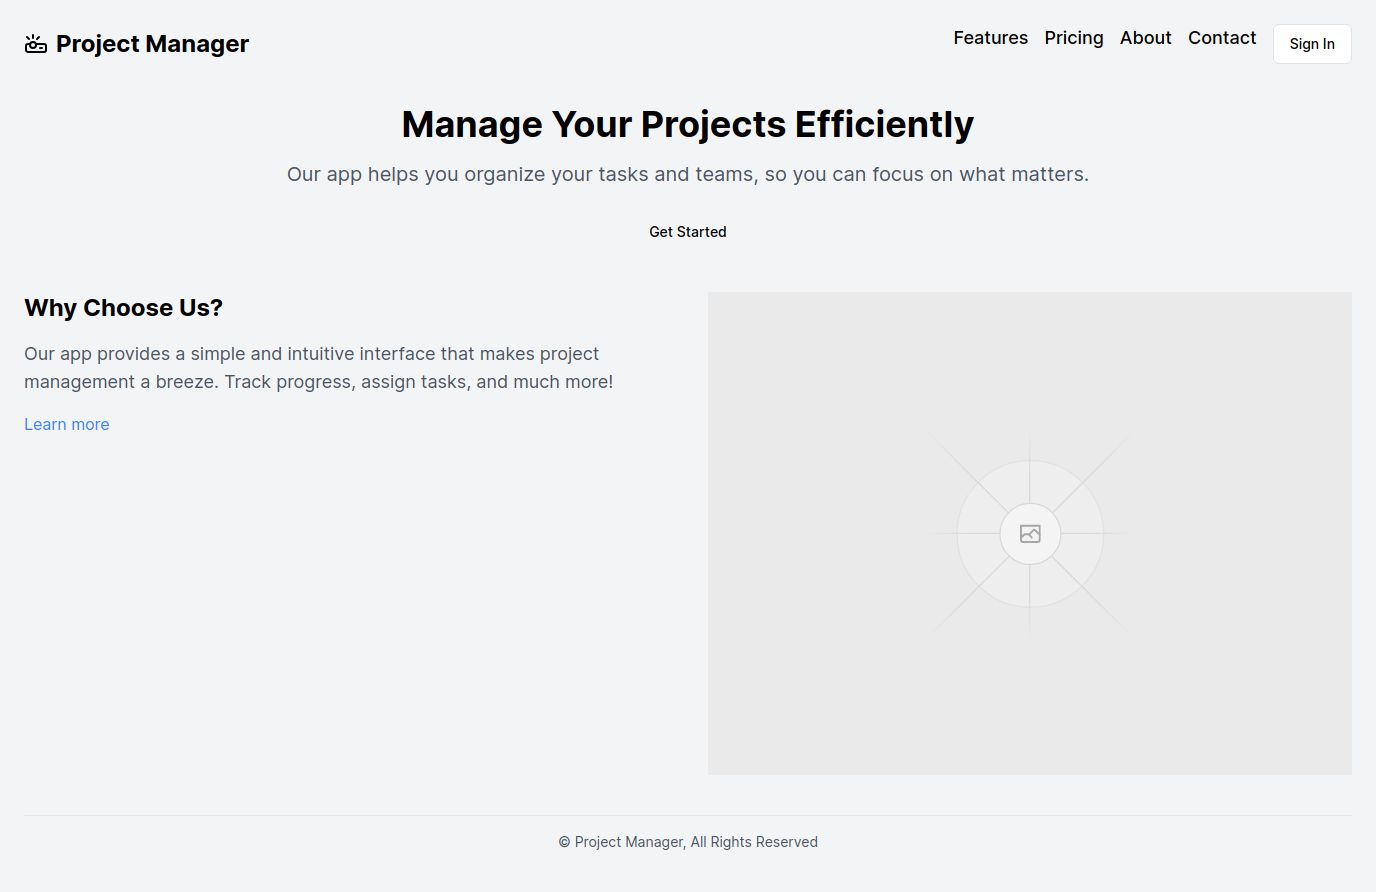 Project Manager
Features Pricing About Contact Sign In
Manage Your Projects Efficiently
Our app helps you organize your tasks and teams, so you can focus on what matters.
Get Started
Why Choose Us?
Our app provides a simple and intuitive interface that makes project
management a breeze. Track progress, assign tasks, and much more!
Learn more
© Project Manager, All Rights Reserved